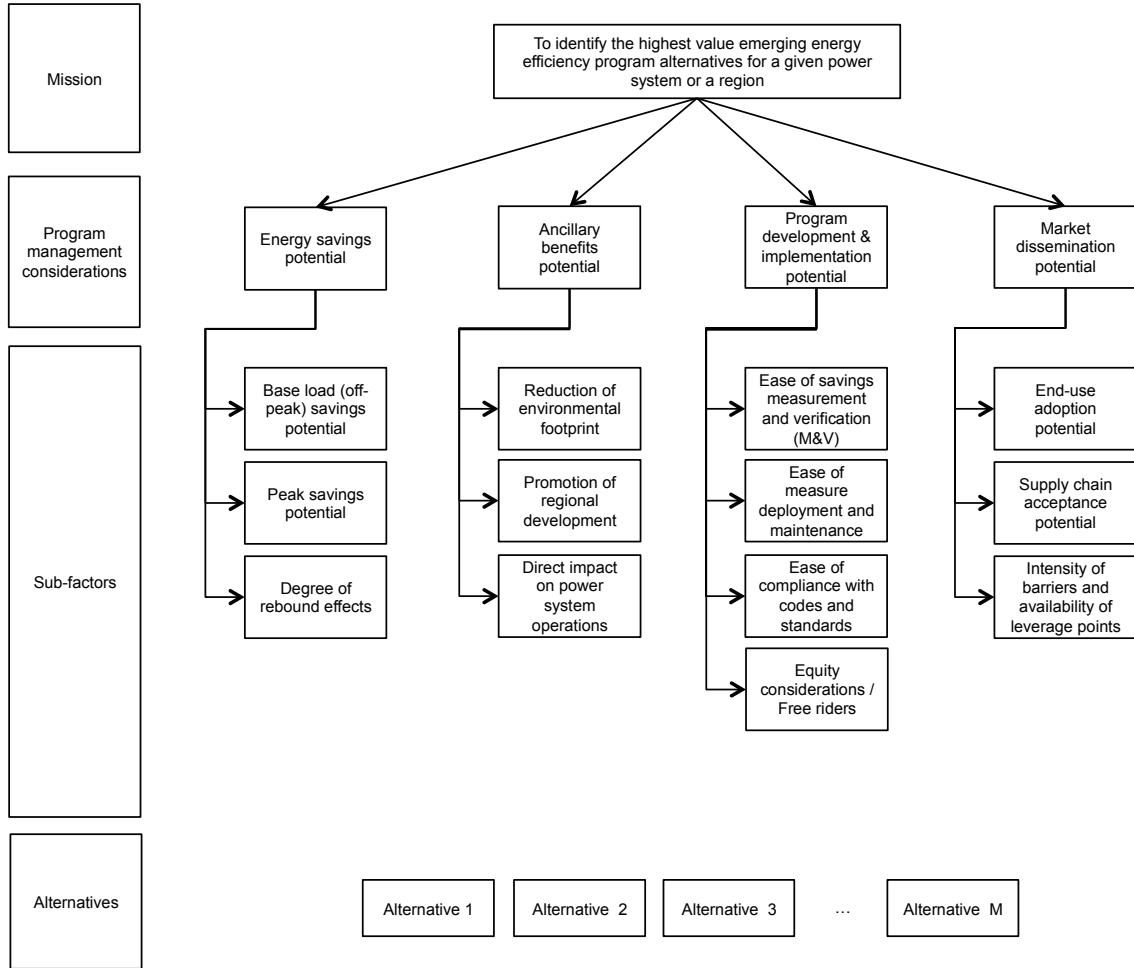 Mission
To identify the highest value emerging energy
efficiency program alternatives for a given power
system or a region
Program
management
considerations
Energy savings
potential
Ancillary
benefits
potential
Program
development &
implementation
potential
Market
dissemination
potential
Sub-factors
Base load (off-
peak) savings
potential
Peak savings
potential
Degree of
rebound effects
Reduction of
environmental
footprint
Promotion of
regional
development
Direct impact
on power
system
operations
Ease of savings
measurement
and verification
(M&V)
Ease of
measure
deployment and
maintenance
Ease of
compliance with
codes and
standards
Equity
considerations /
Free riders
End-use
adoption
potential
Supply chain
acceptance
potential
Intensity of
barriers and
availability of
leverage points
Alternatives
Alternative 1
Alternative  2
Alternative  3
...
Alternative  M